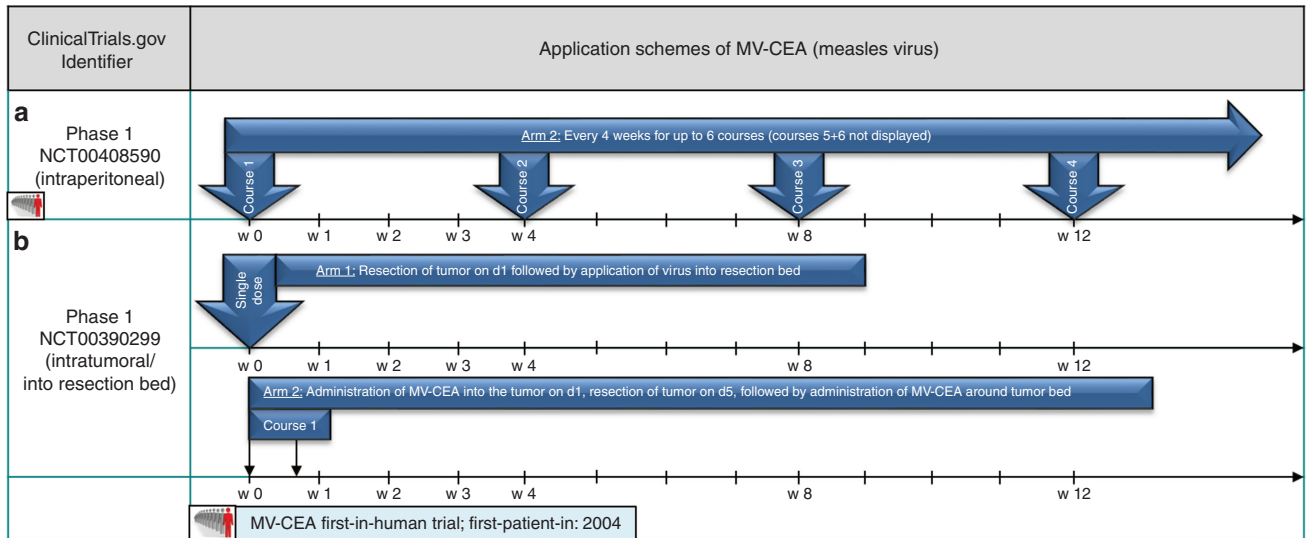 ClinicalTrials.gov
Identifier
Application schemes of MV-CEA (measles virus)
a
Phase 1
NCT00408590
(intraperitoneal)
Arm 2: Every 4 weeks for up to 6 courses (courses 5+6 not displayed)
Course 1
Course 2
Course 3
Course 4
w 0 w 1 w 2 w 3 w 4 w 8 w 12
b
Phase 1
NCT00390299
(intratumoral/
into resection bed)
Arm 1: Resection of tumor on d1 followed by application of virus into resection bed
Single
dose
w 0 w 1 w 2 w 3 w 4 w 8 w 12
Arm 2: Administration of MV-CEA into the tumor on d1, resection of tumor on d5, followed by administration of MV-CEA around tumor bed
Course 1
w 0 w 1 w 2 w 3 w 4 w 8 w 12
MV-CEA first-in-human trial; first-patient-in: 2004